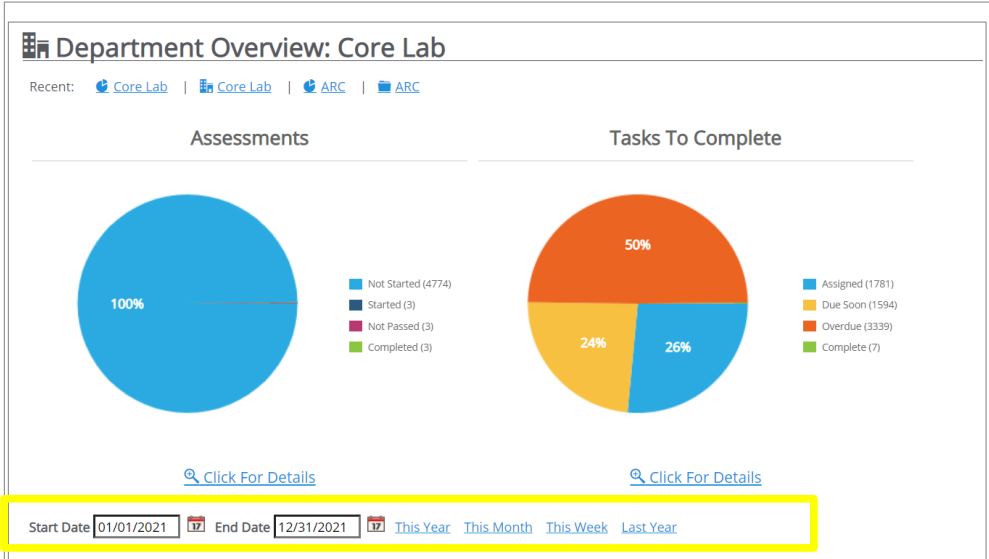 Department Overview: Core Lab
Recent: Core Lab | Core Lab | ARC | ARC
Assessments
100%
Not Started (4774)
Started (3)
Not Passed (3)
Completed (3)
Click For Details
Tasks To Complete
50%
24%
26%
Assigned (1781)
Due Soon (1594)
Overdue (3339)
Complete (7)
Click For Details
Start Date 01/01/2021 17 End Date 12/31/2021 17 This Year This Month This Week Last Year